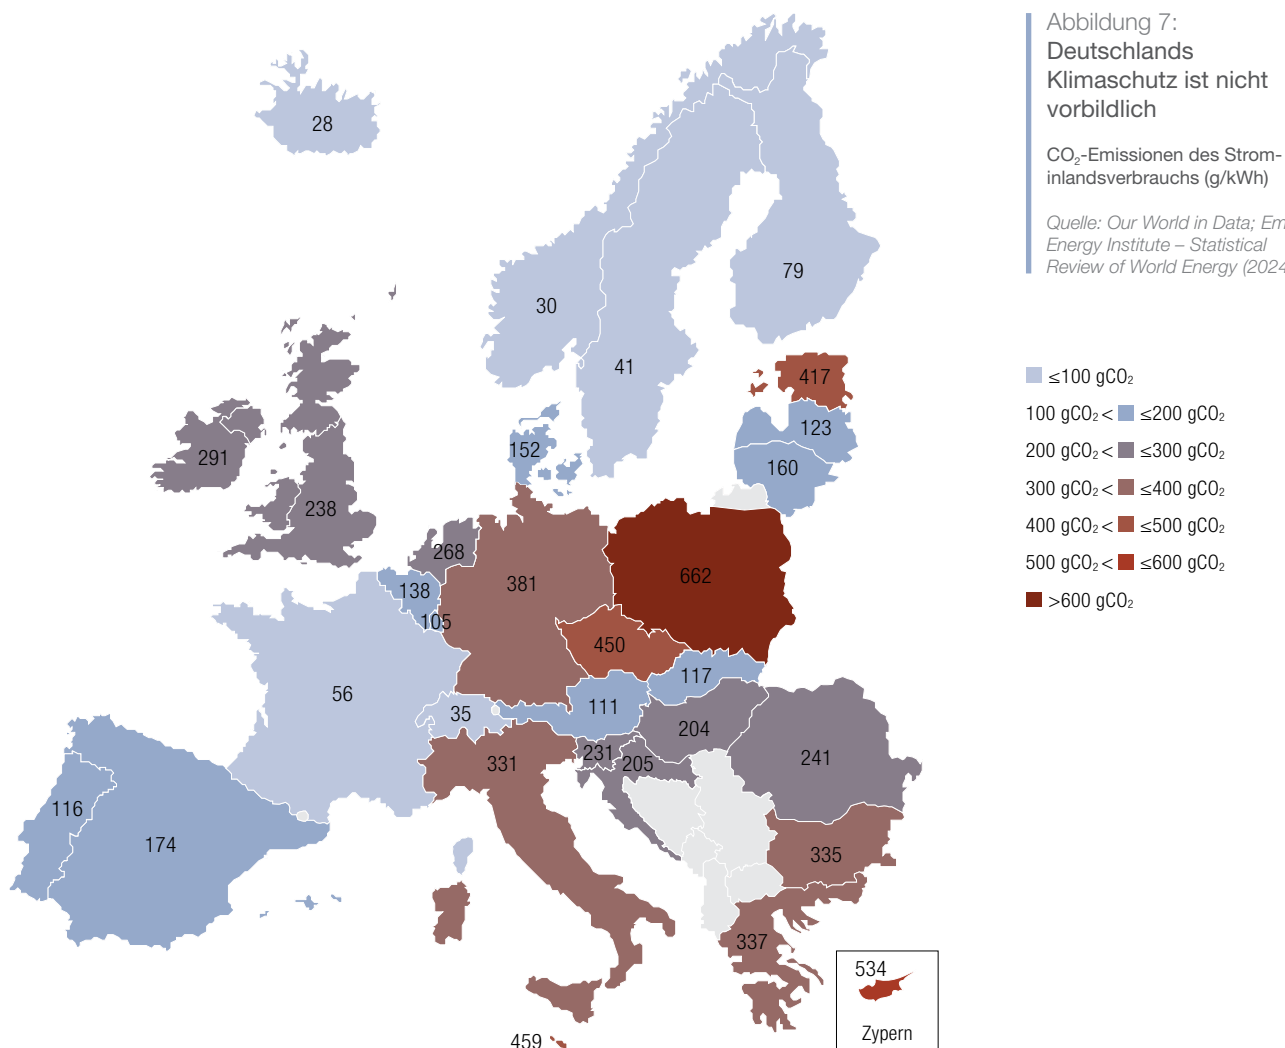 Abbildung 7:
Deutschlands
Klimaschutz ist nicht
vorbildlich
CO₂-Emissionen des Strom-
inlandsverbrauchs (g/kWh)
Quelle: Our World in Data;
Energy Institute – Statistical
Review of World Energy (2024
≤100 gCO₂
100 gCO₂< ≤200 gCO₂
200 gCO₂< ≤300 gCO₂
300 gCO₂< ≤400 gCO₂
400 gCO₂< ≤500 gCO₂
500 gCO₂< ≤600 gCO₂
>600 gCO₂
28
79
30
41
417
123
152
160
291
238
268
138
381
662
105
450
117
56
35
111
204
231
205
241
331
116
174
335
337
534
Zypern
459